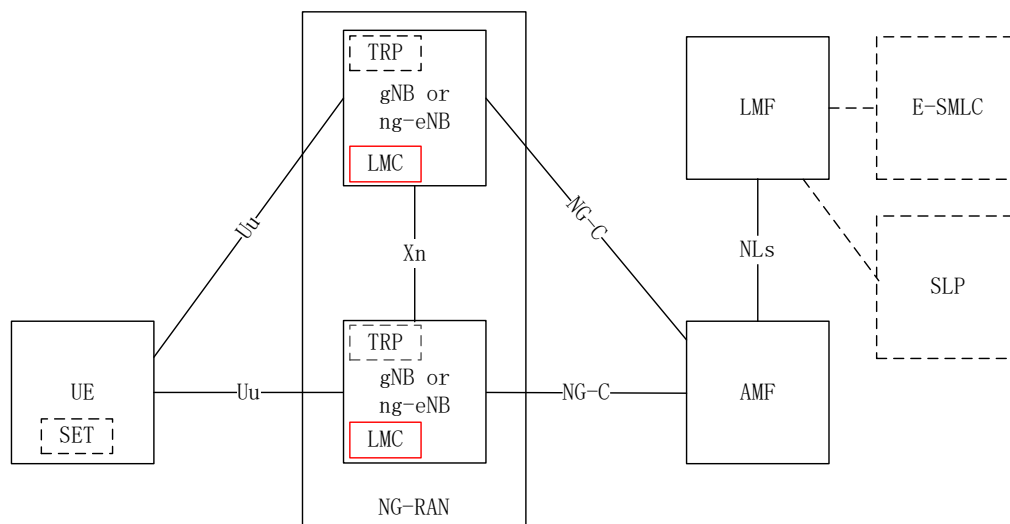 TRP
gNB or
ng-eNB
LMC
LMF
E-SMLC
Uu
NG-C
Xn
NLs
SLP
TRP
gNB or
ng-eNB
LMC
UE
SET
Uu
NG-C
AMF
NG-RAN